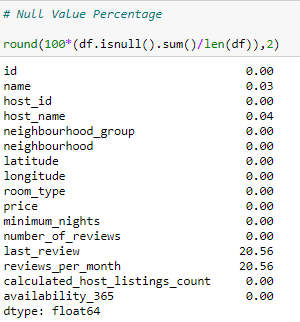 # Null Value Percentage
round(100*(df.isnull().sum()/len(df)),2)
id 0.00
name 0.03
host_id 0.00
host_name 0.04
neighbourhood_group 0.00
neighbourhood 0.00
latitude 0.00
longitude 0.00
room_type 0.00
price 0.00
minimum_nights 0.00
number_of_reviews 0.00
last_review 20.56
reviews_per_month 20.56
calculated_host_listings_count 0.00
availability_365 0.00
dtype: float64